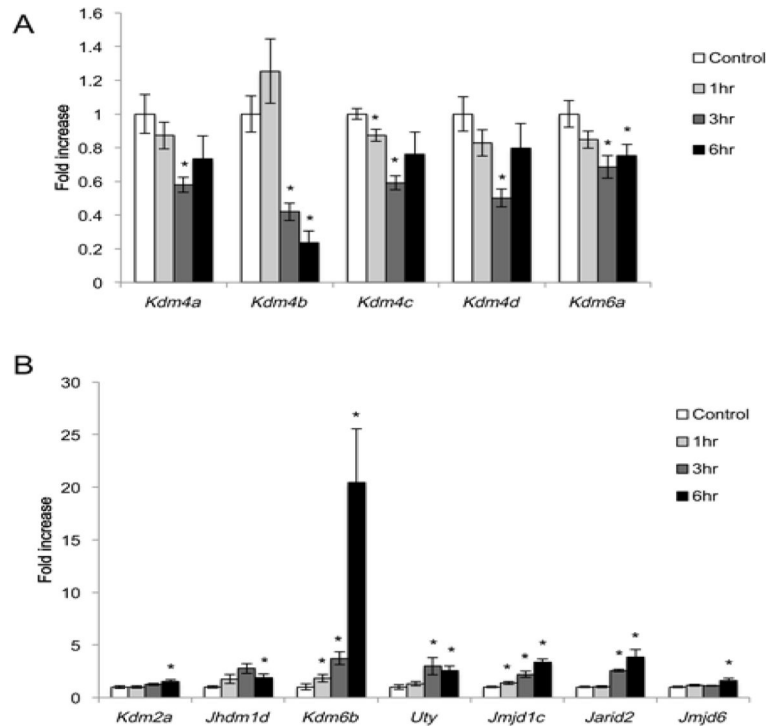 A
Fold increase
1.6
1.4
1.2
1
0.8
0.6
0.4
0.2
0
* * * * * * * *
Kdm4a Kdm4b Kdm4c Kdm4d Kdm6a
Control
1hr
3hr
6hr
B
Fold increase
30
25
20
15
10
5
0
* * * * * * * * * * * * * *
* Kdm2a Jhdm1d Kdm6b Uty Jmjd1c Jarid2 Jmjd6
Control
1hr
3hr
6hr